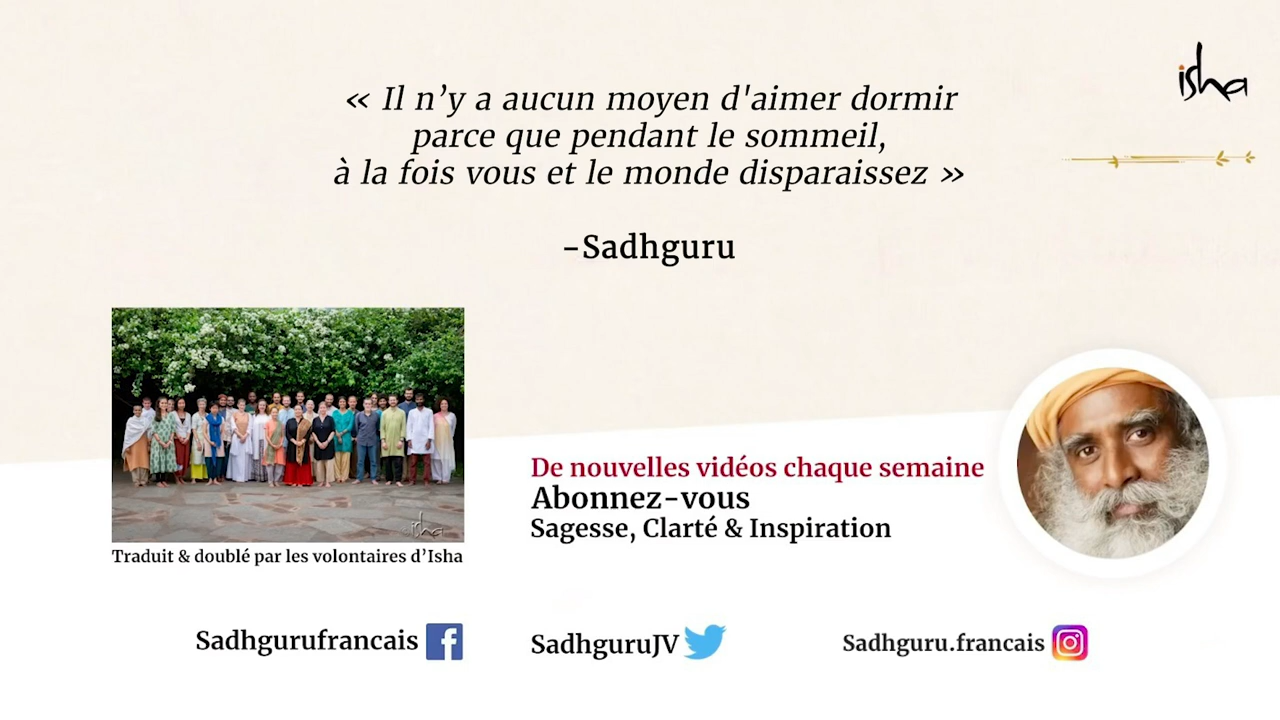 « Il n’y a aucun moyen d'aimer dormir
parce que pendant le sommeil,
à la fois vous et le monde disparaissez »
-Sadhguru
isha
isha
Traduit & doublé par les volontaires d’Isha
De nouvelles vidéos chaque semaine
Abonnez-vous
Sagesse, Clarté & Inspiration
Sadhgurufrancais
SadhguruJV
Sadhguru.francais